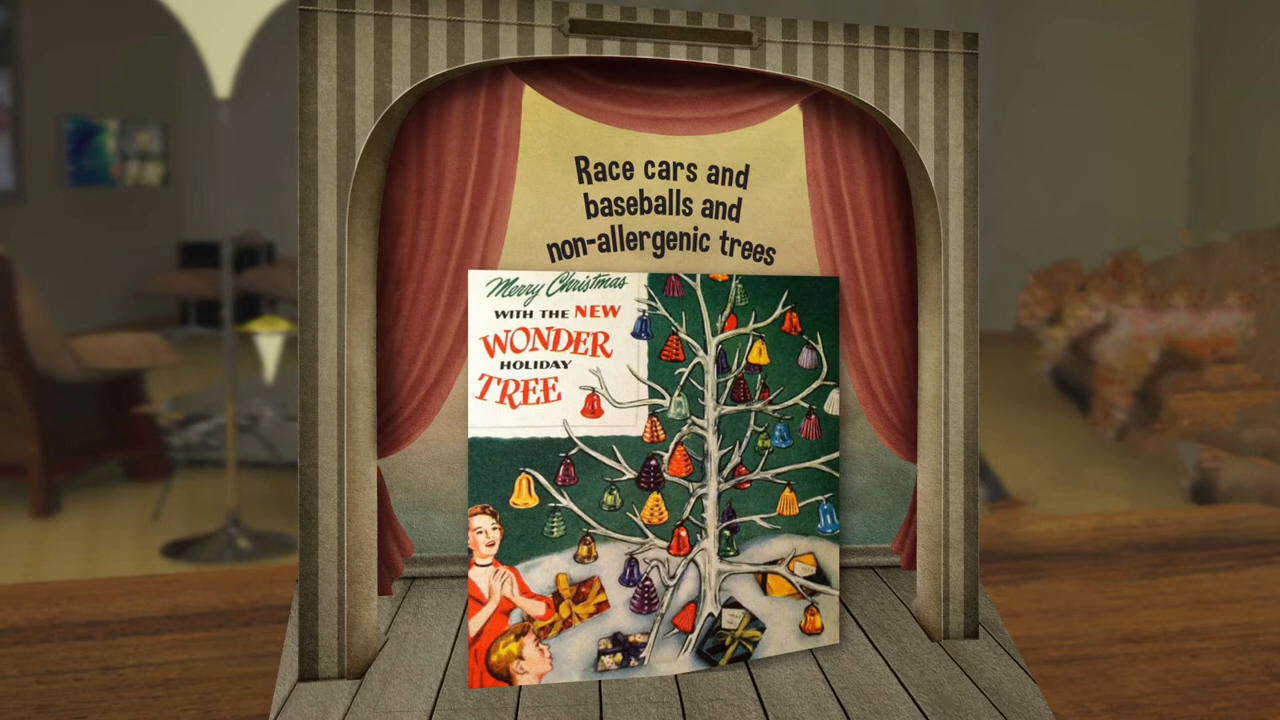 Race cars and
baseballs and
non-allergenic trees
Merry Christmas
WITH THE NEW
WONDER
HOLIDAY
TREE